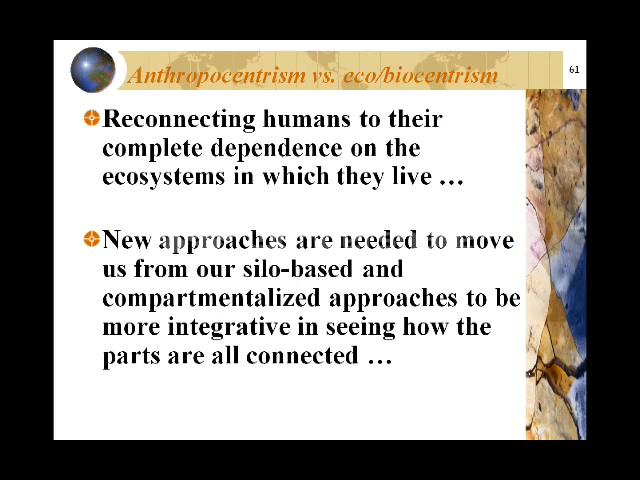 Anthropocentrism vs. eco/biocentrism
61
Reconnecting humans to their
complete dependence on the
ecosystems in which they live …
New approaches are needed to move
us from our silo-based and
compartmentalized approaches to be
more integrative in seeing how the
parts are all connected …